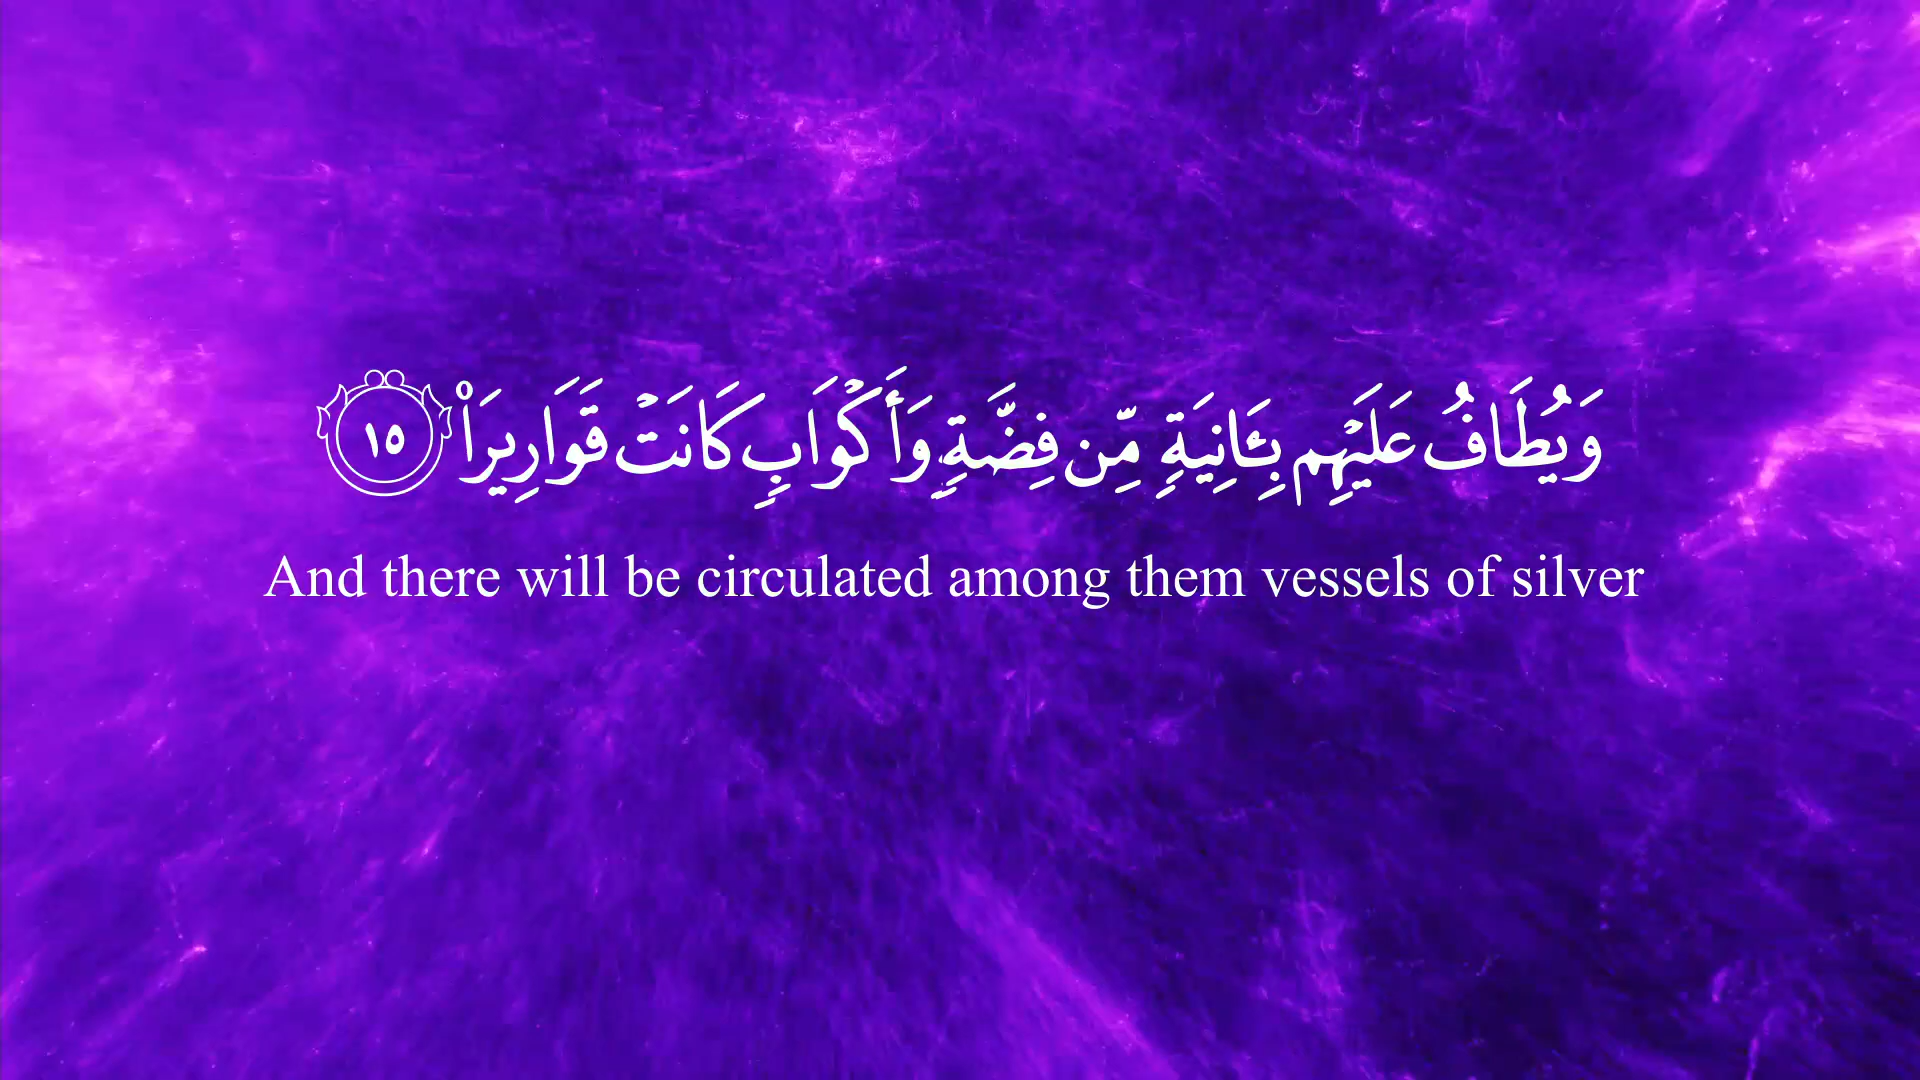 وَيُطَافُ عَلَيْهِم بِـَٔانِيَةٍ مِّن فِضَّةٍ وَأَكْوَابٍ كَانَتْ قَوَارِيرَا۠ ١٥
And there will be circulated among them vessels of silver